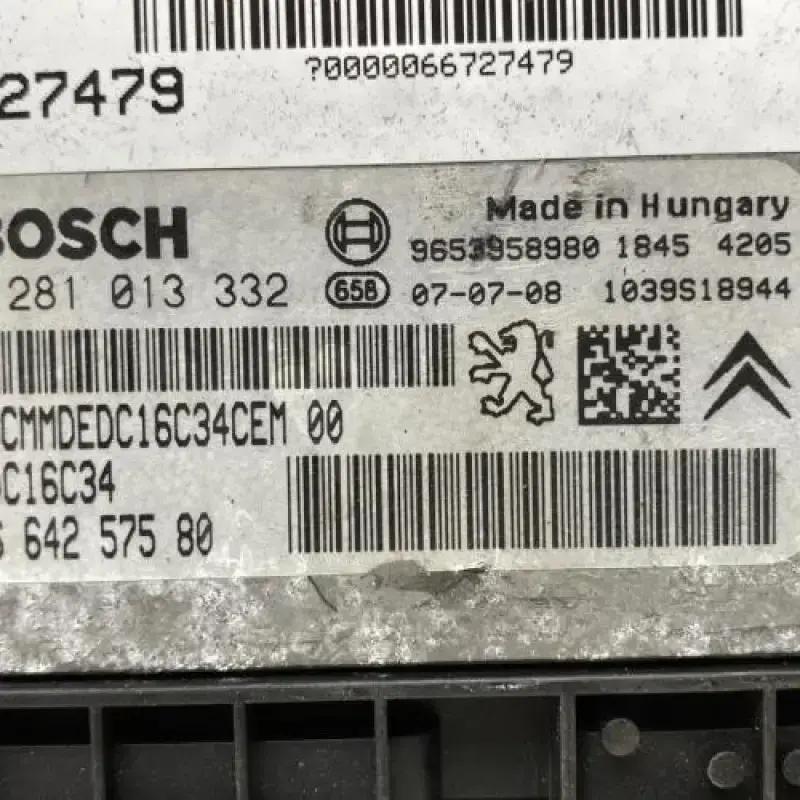 ?0000066727479
27479
BOSCH
Made in Hungary
9653958980 1845 4205
281 013 332
658
07-07-08 1039S18944
CMMDEDC16C34CEM 00
C16C34
642 575 80